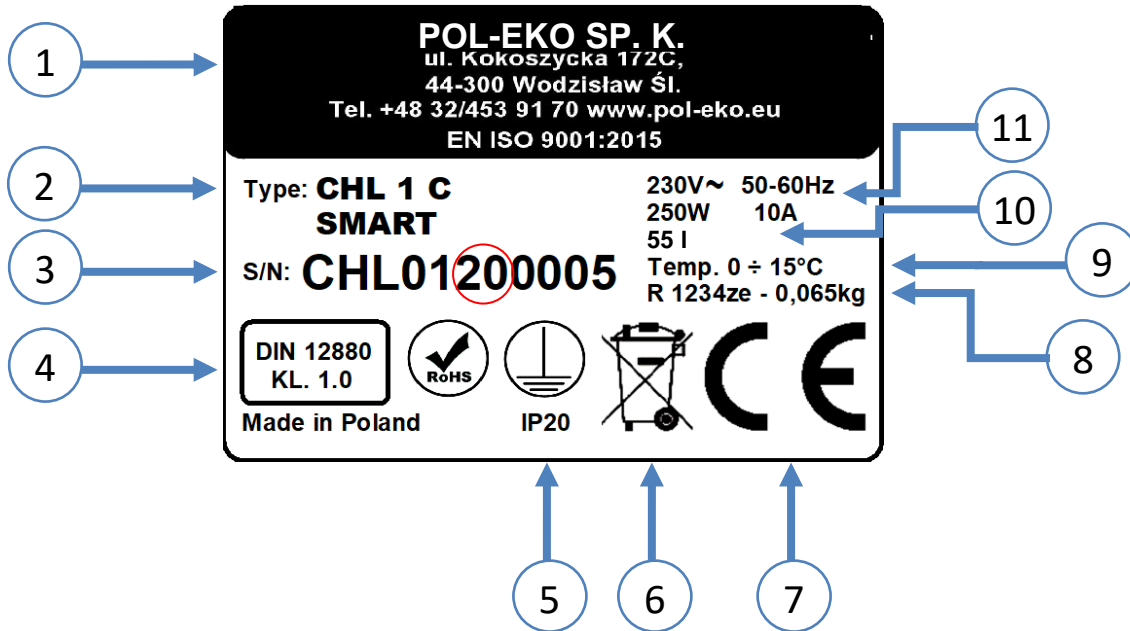 POL-EKO SP. K.
ul. Kokoszycka 172C,
44-300 Wodzisław Śl.
Tel. +48 32/453 91 70 www.pol-eko.eu
EN ISO 9001:2015
1
2
3
4
Type: CHL 1 C
SMART
S/N: CHL01200005
230V~ 50-60Hz
250W 10A
55 l
Temp. 0 ÷ 15°C
R 1234ze - 0,065kg
DIN 12880
KL. 1.0
RoHS
Made in Poland
IP20
CE
11
10
9
8
5
6
7